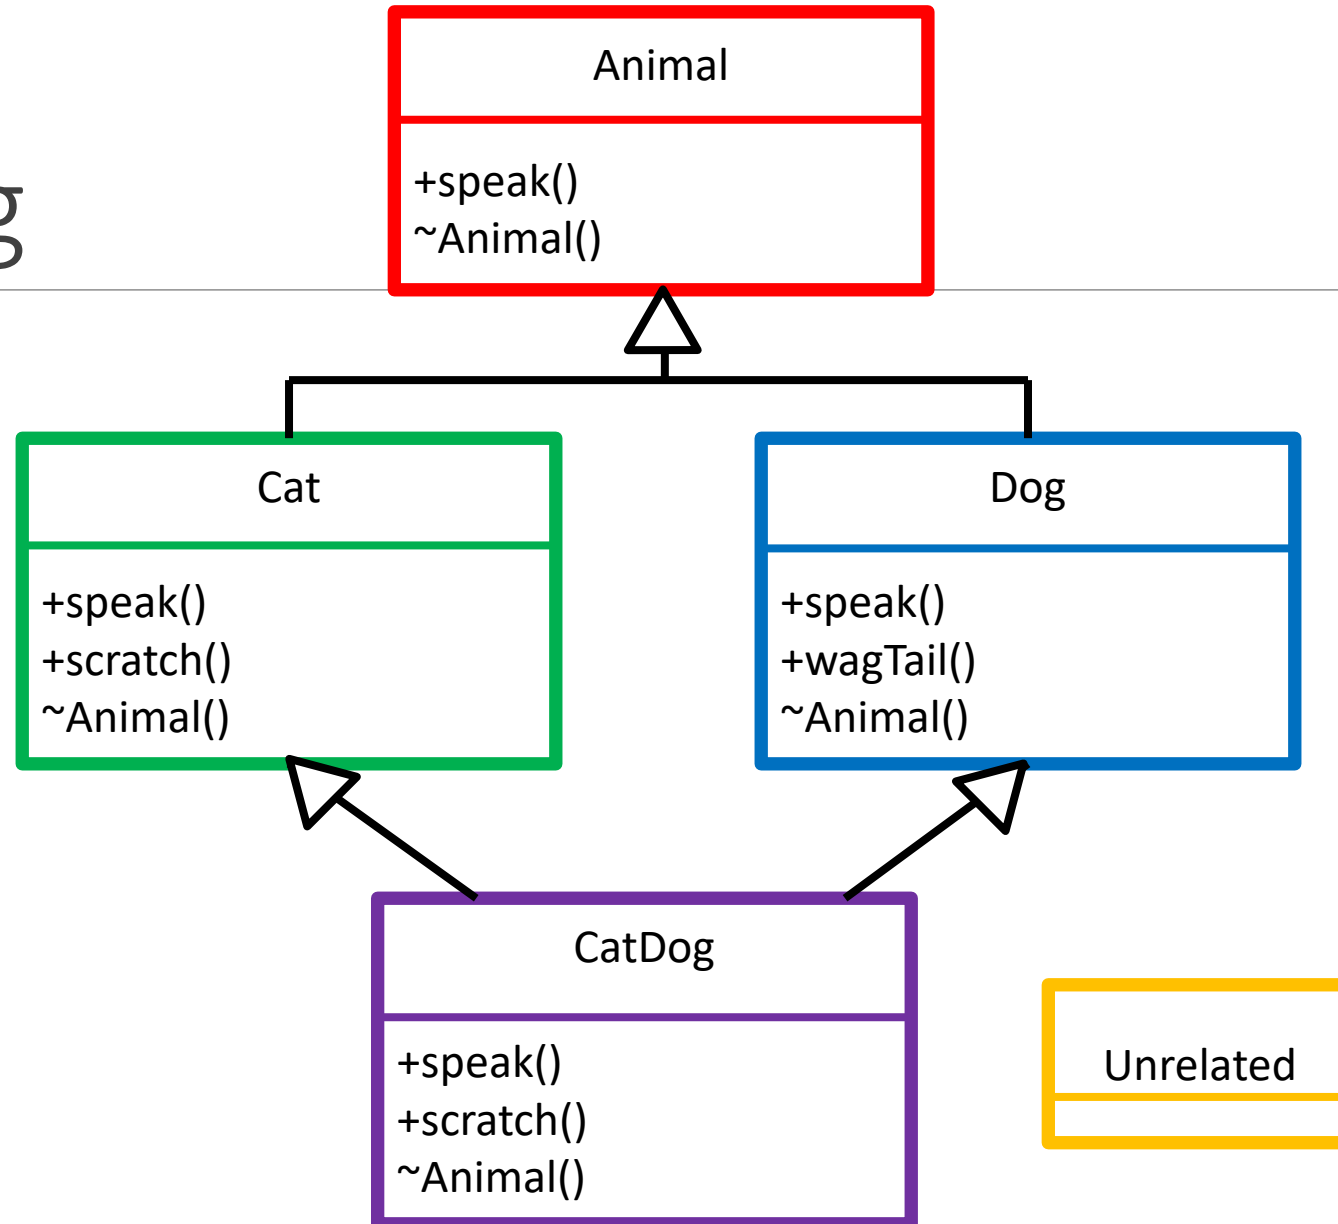 Animal
+speak()
~Animal()
g
Cat
+speak()
+scratch()
~Animal()
Dog
+speak()
+wagTail()
~Animal()
CatDog
+speak()
+scratch()
~Animal()
Unrelated